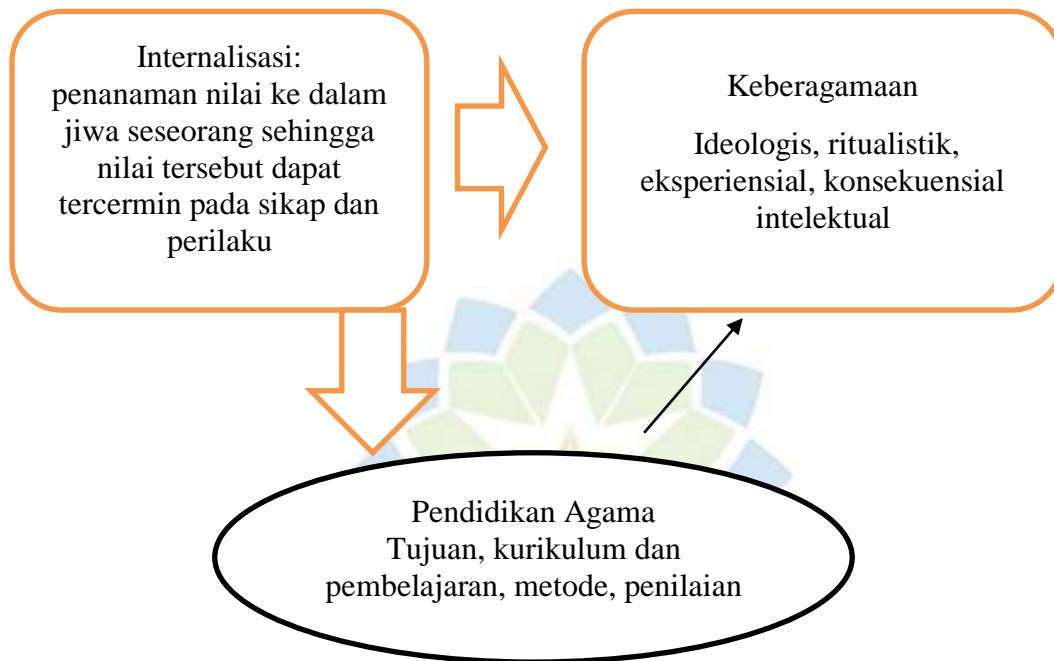 Internalisasi:
penanaman nilai ke dalam
jiwa seseorang sehingga
nilai tersebut dapat
tercermin pada sikap dan
perilaku
Keberagamaan
Ideologis, ritualistik,
eksperiensial, konsekuensial
intelektual
Pendidikan Agama
Tujuan, kurikulum dan
pembelajaran, metode, penilaian